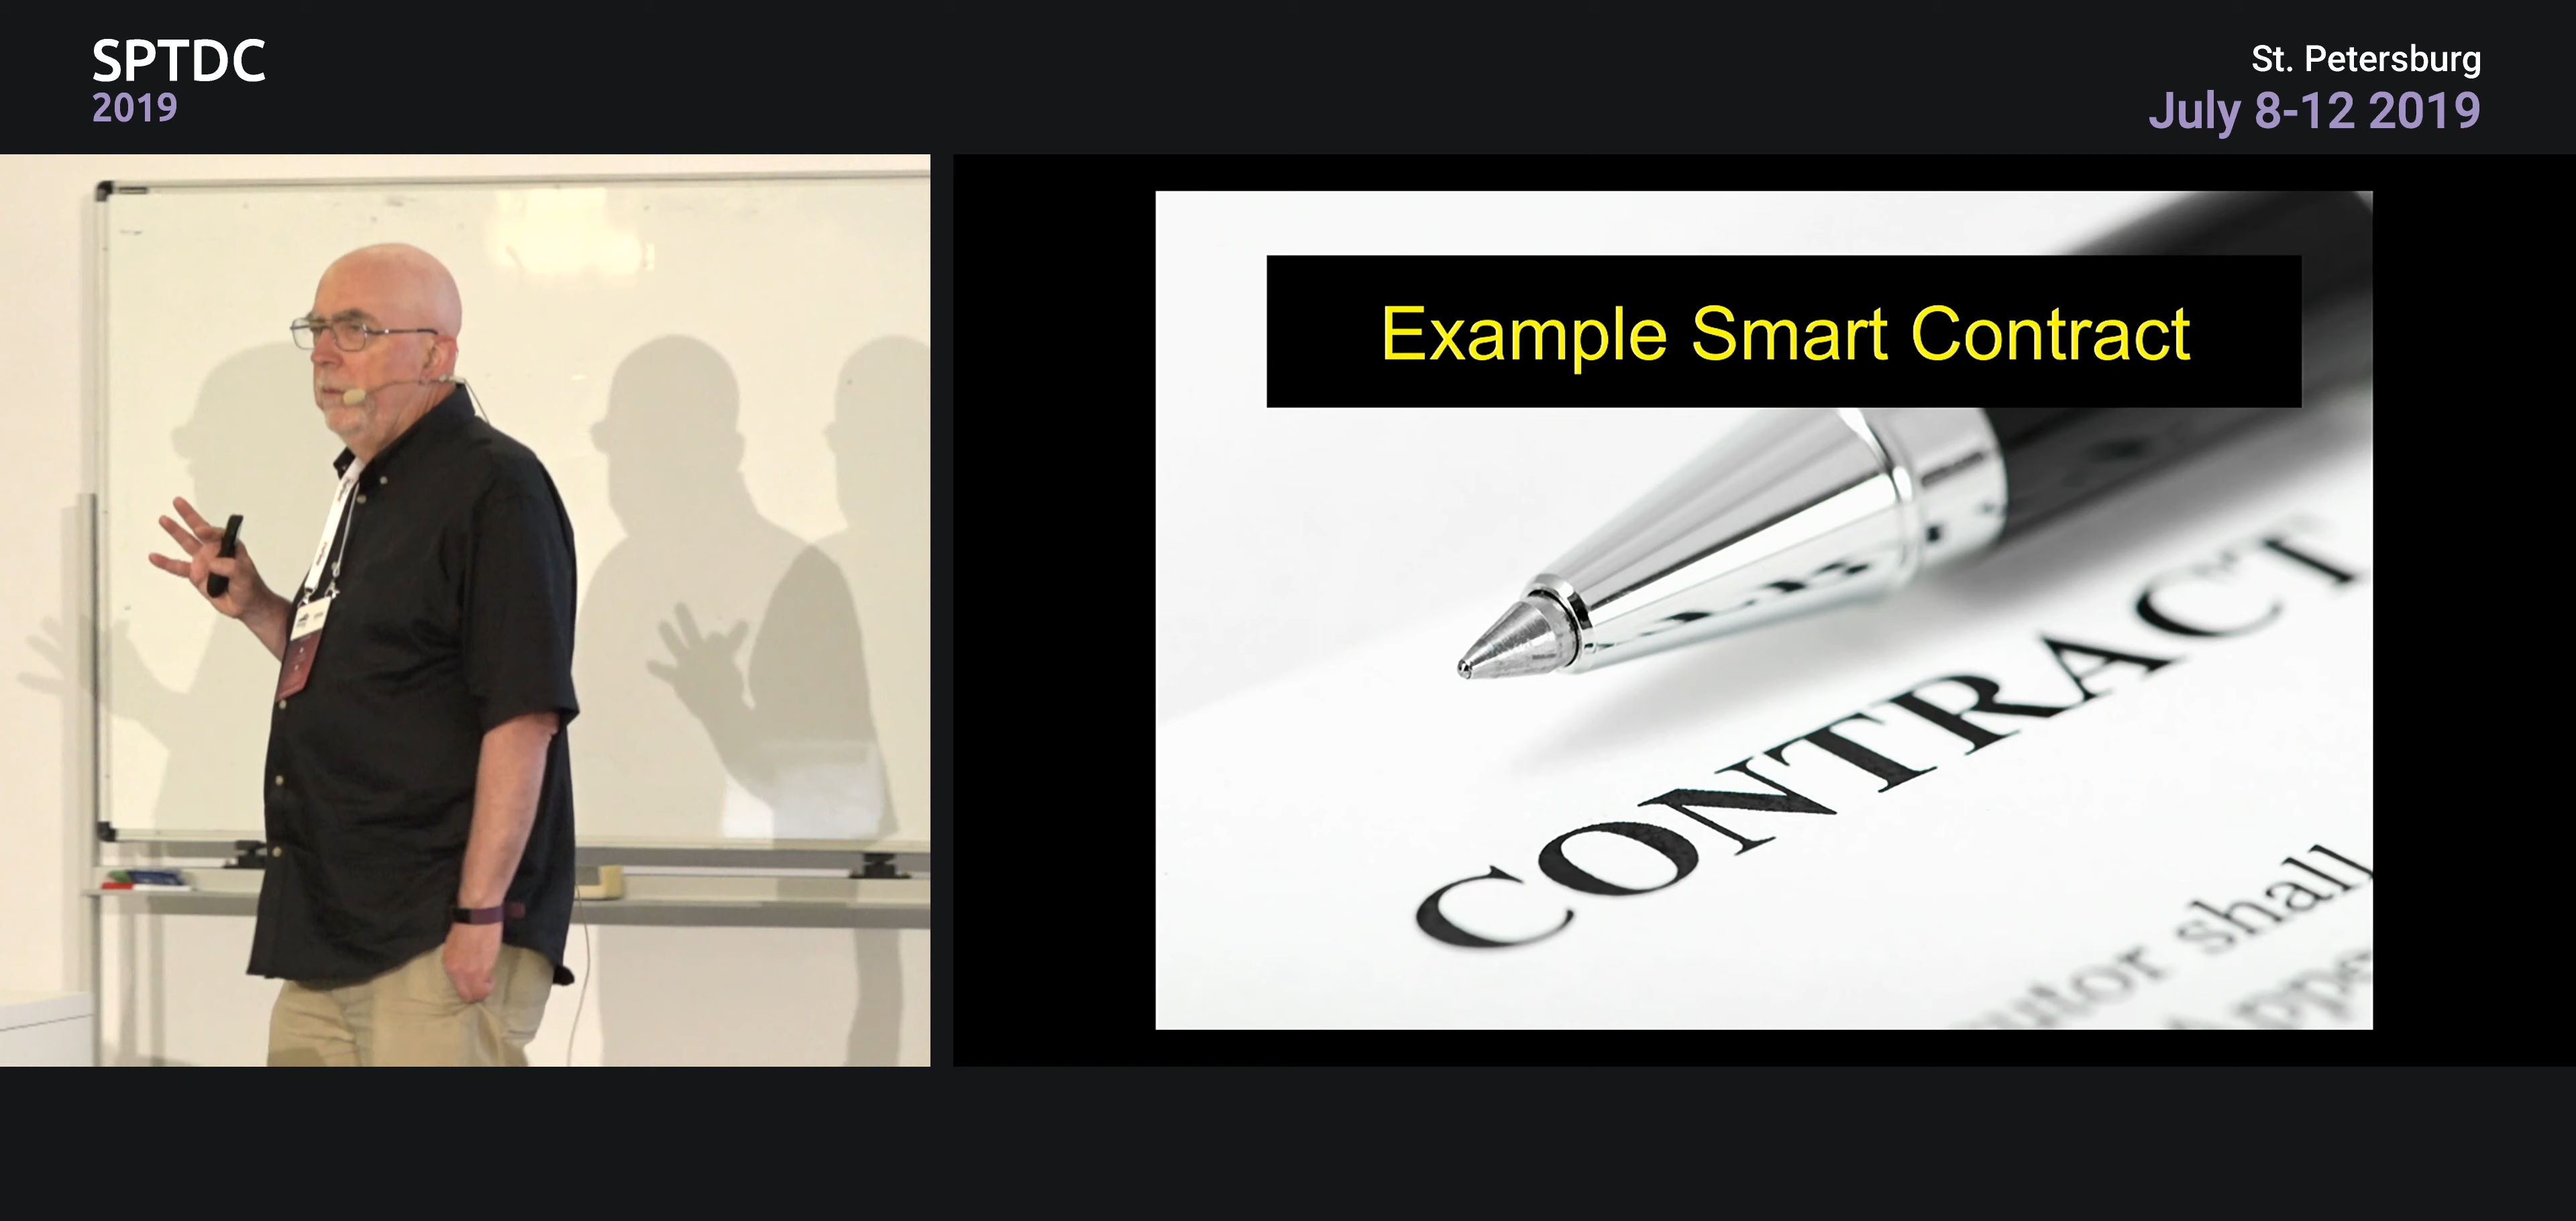 SPTDC
2019
St. Petersburg
July 8-12 2019
Example Smart Contract
CONTRACT
shall